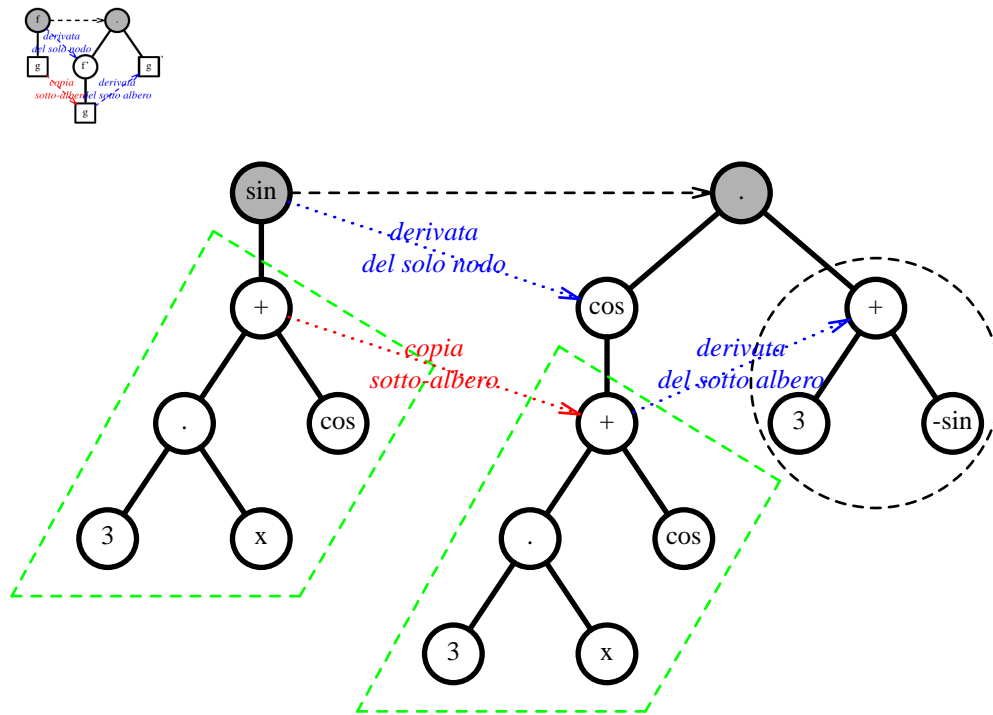 f
.
derivata
del solo nodo
g
f'
g
'
copia
sotto-albero
derivata
del sotto albero
g
sin
.
derivata
del solo nodo
+
cos
+
copia
sotto-albero
derivata
del sotto albero
.
cos
+
3
-sin
3
x
.
cos
3
x